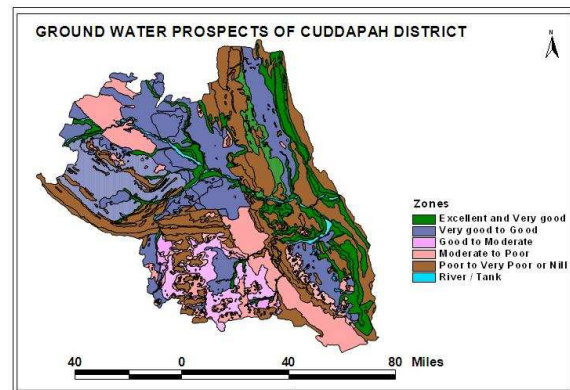 GROUND WATER PROSPECTS OF CUDDAPAH DISTRICT
N
Zones
Excellent and Very good
Very good to Good
Good to Moderate
Moderate to Poor
Poor to Very Poor or Nill
River / Tank
40 0 40 80 Miles